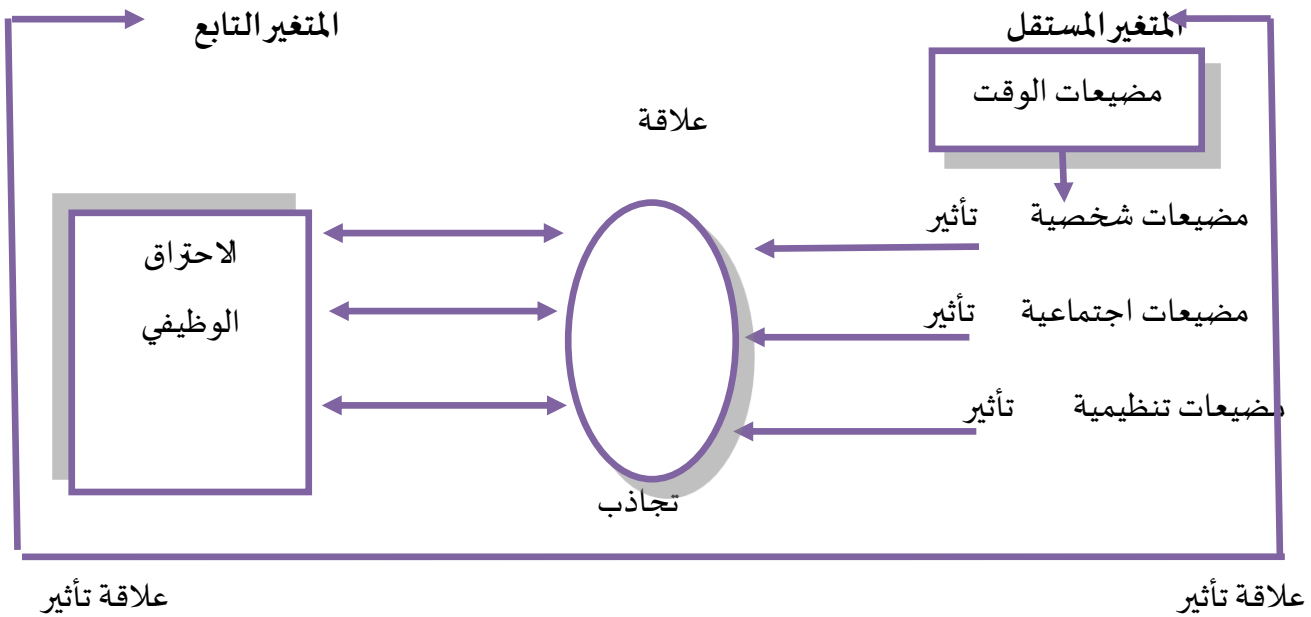 المتغير المستقل
المتغير التابع
مضيعات الوقت
علاقة
مضيعات شخصية تأثير
مضيعات اجتماعية تأثير
مضيعات تنظيمية تأثير
الاحتراق
الوظيفي
تجاذب
علاقة تأثير
علاقة تأثير